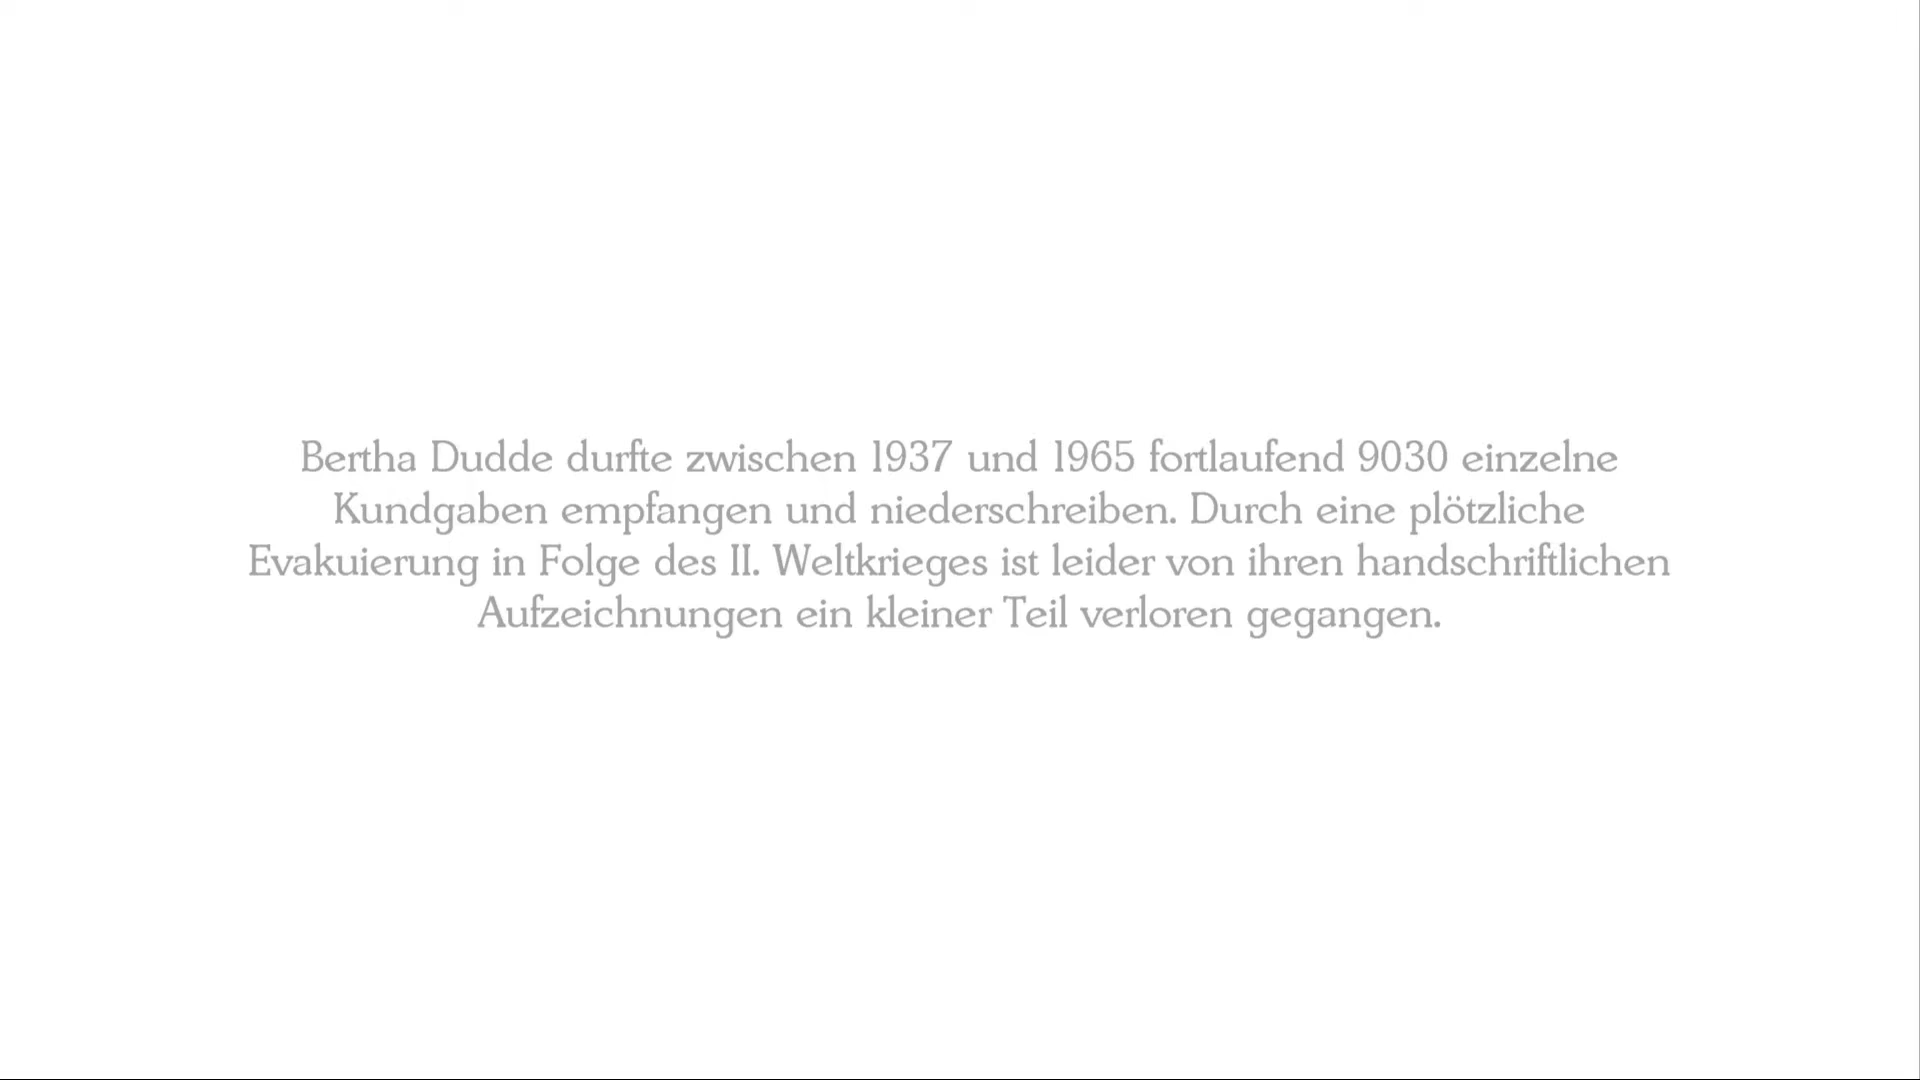 Bertha Dudde durfte zwischen 1937 und 1965 fortlaufend 9030 einzelne
Kundgaben empfangen und niederschreiben. Durch eine plötzliche
Evakuierung in Folge des II. Weltkrieges ist leider von ihren handschriftlichen
Aufzeichnungen ein kleiner Teil verloren gegangen.